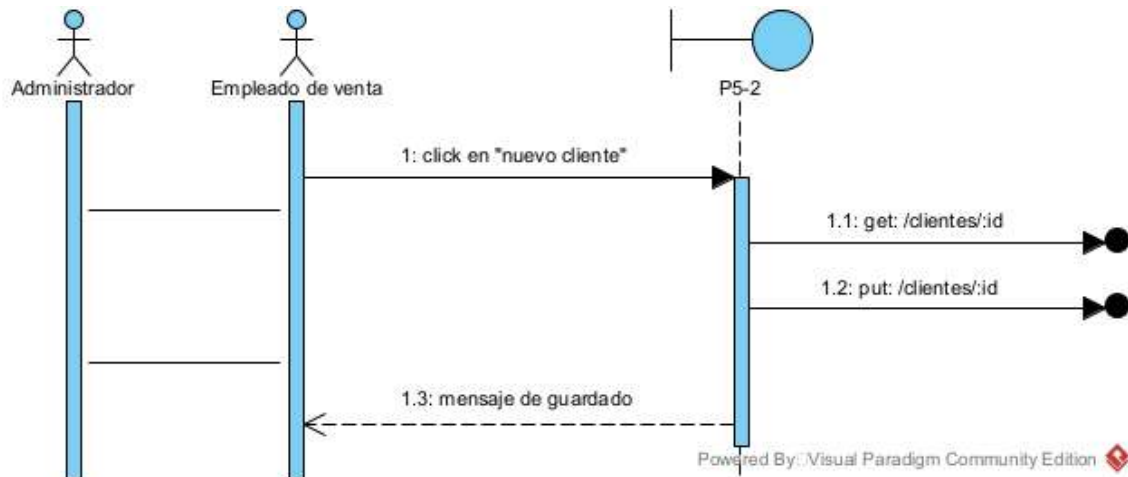 Administrador
Empleado de venta
P5-2
1: click en "nuevo cliente"
1.1: get: /clientes/:id
1.2: put: /clientes/:id
1.3: mensaje de guardado
Powered By: Visual Paradigm Community Edition